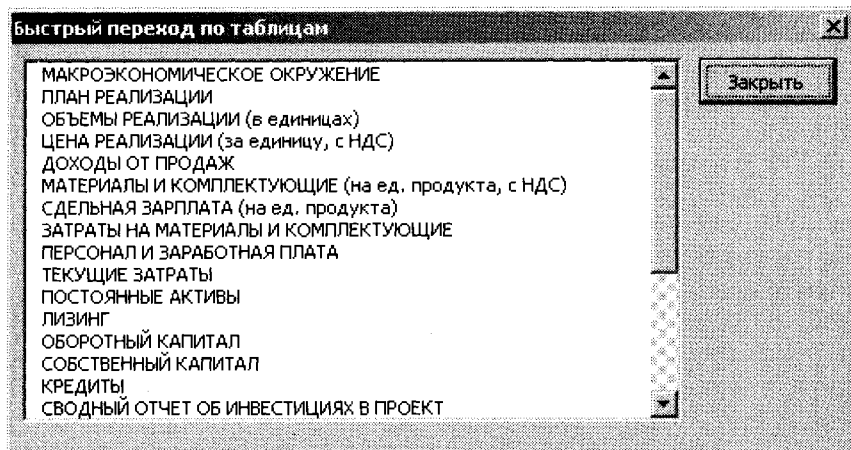 Быстрый переход по таблицам
МАКРОЭКОНОМИЧЕСКОЕ ОКРУЖЕНИЕ
Закрыть
ПЛАН РЕАЛИЗАЦИИ
ОБЪЕМЫ РЕАЛИЗАЦИИ (в единицах)
ЦЕНА РЕАЛИЗАЦИИ (за единицу, с НДС)
ДОХОДЫ ОТ ПРОДАЖ
МАТЕРИАЛЫ И КОМПЛЕКТУЮЩИЕ (на ед. продукта, с НДС)
СДЕЛЬНАЯ ЗАРПЛАТА (на ед. продукта)
ЗАТРАТЫ НА МАТЕРИАЛЫ И КОМПЛЕКТУЮЩИЕ
ПЕРСОНАЛ И ЗАРАБОТНАЯ ПЛАТА
ТЕКУЩИЕ ЗАТРАТЫ
ПОСТОЯННЫЕ АКТИВЫ
ЛИЗИНГ
ОБОРОТНЫЙ КАПИТАЛ
СОБСТВЕННЫЙ КАПИТАЛ
КРЕДИТЫ
СВОДНЫЙ ОТЧЕТ ОБ ИНВЕСТИЦИЯХ В ПРОЕКТ